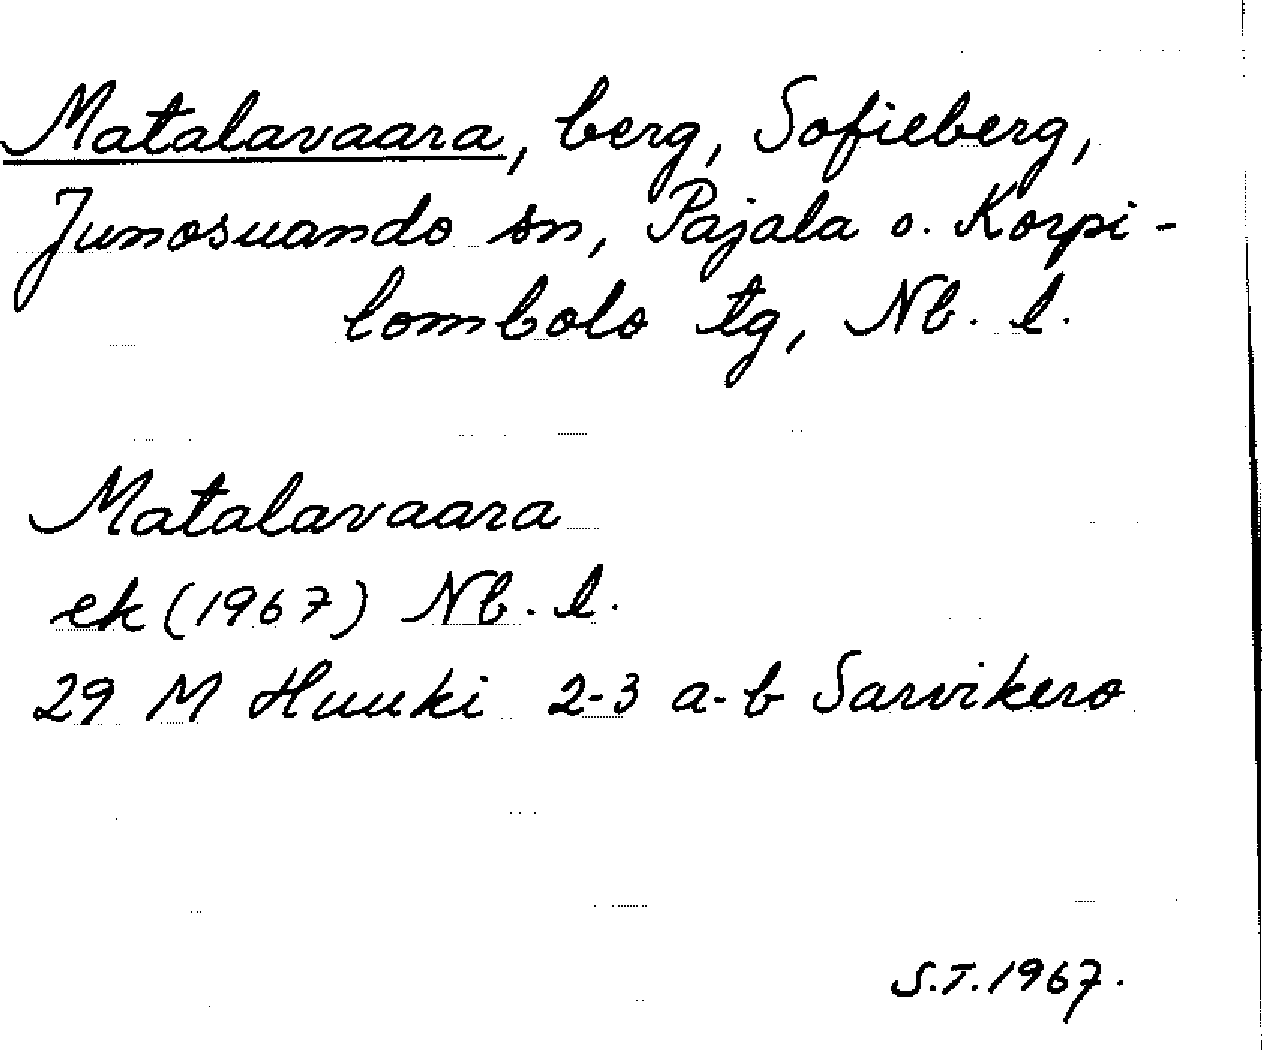 Matalavaara, berg, Sofieberg,
Junosuando sn, Pajala o. Korpi-
lombolo tg, Nb. l.
Matalavaara
ek (1967) Nb. l.
29 M Huuki 2-3 a-b Sarvikero
S.T. 1967.